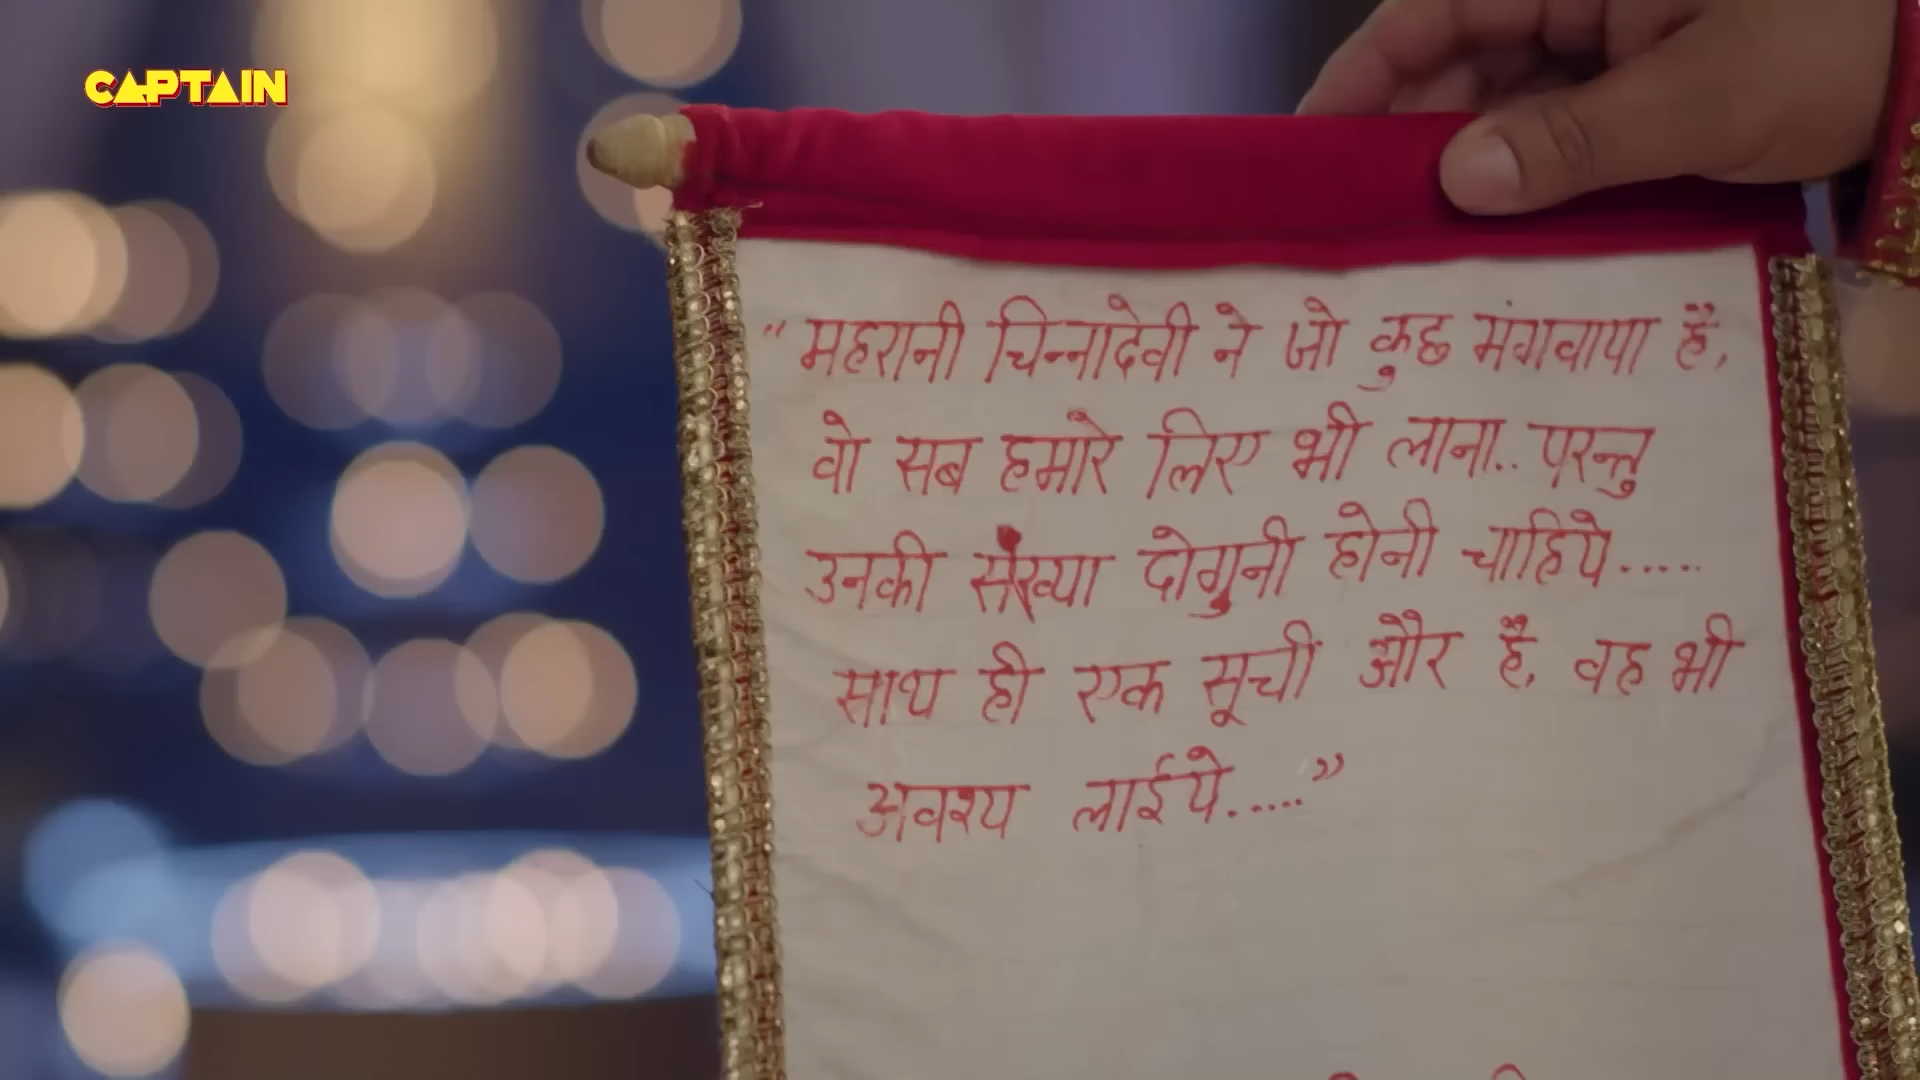 CAPTAIN
“महरानी चिन्नादेवी ने जो कुछ मंगवाया है,
वो सब हमारे लिए भी लाना.. परन्तु
उनकी संख्या दोगुनी होनी चाहिये.....
साथ ही एक सूची और है, वह भी
अवश्य लाईये.....”